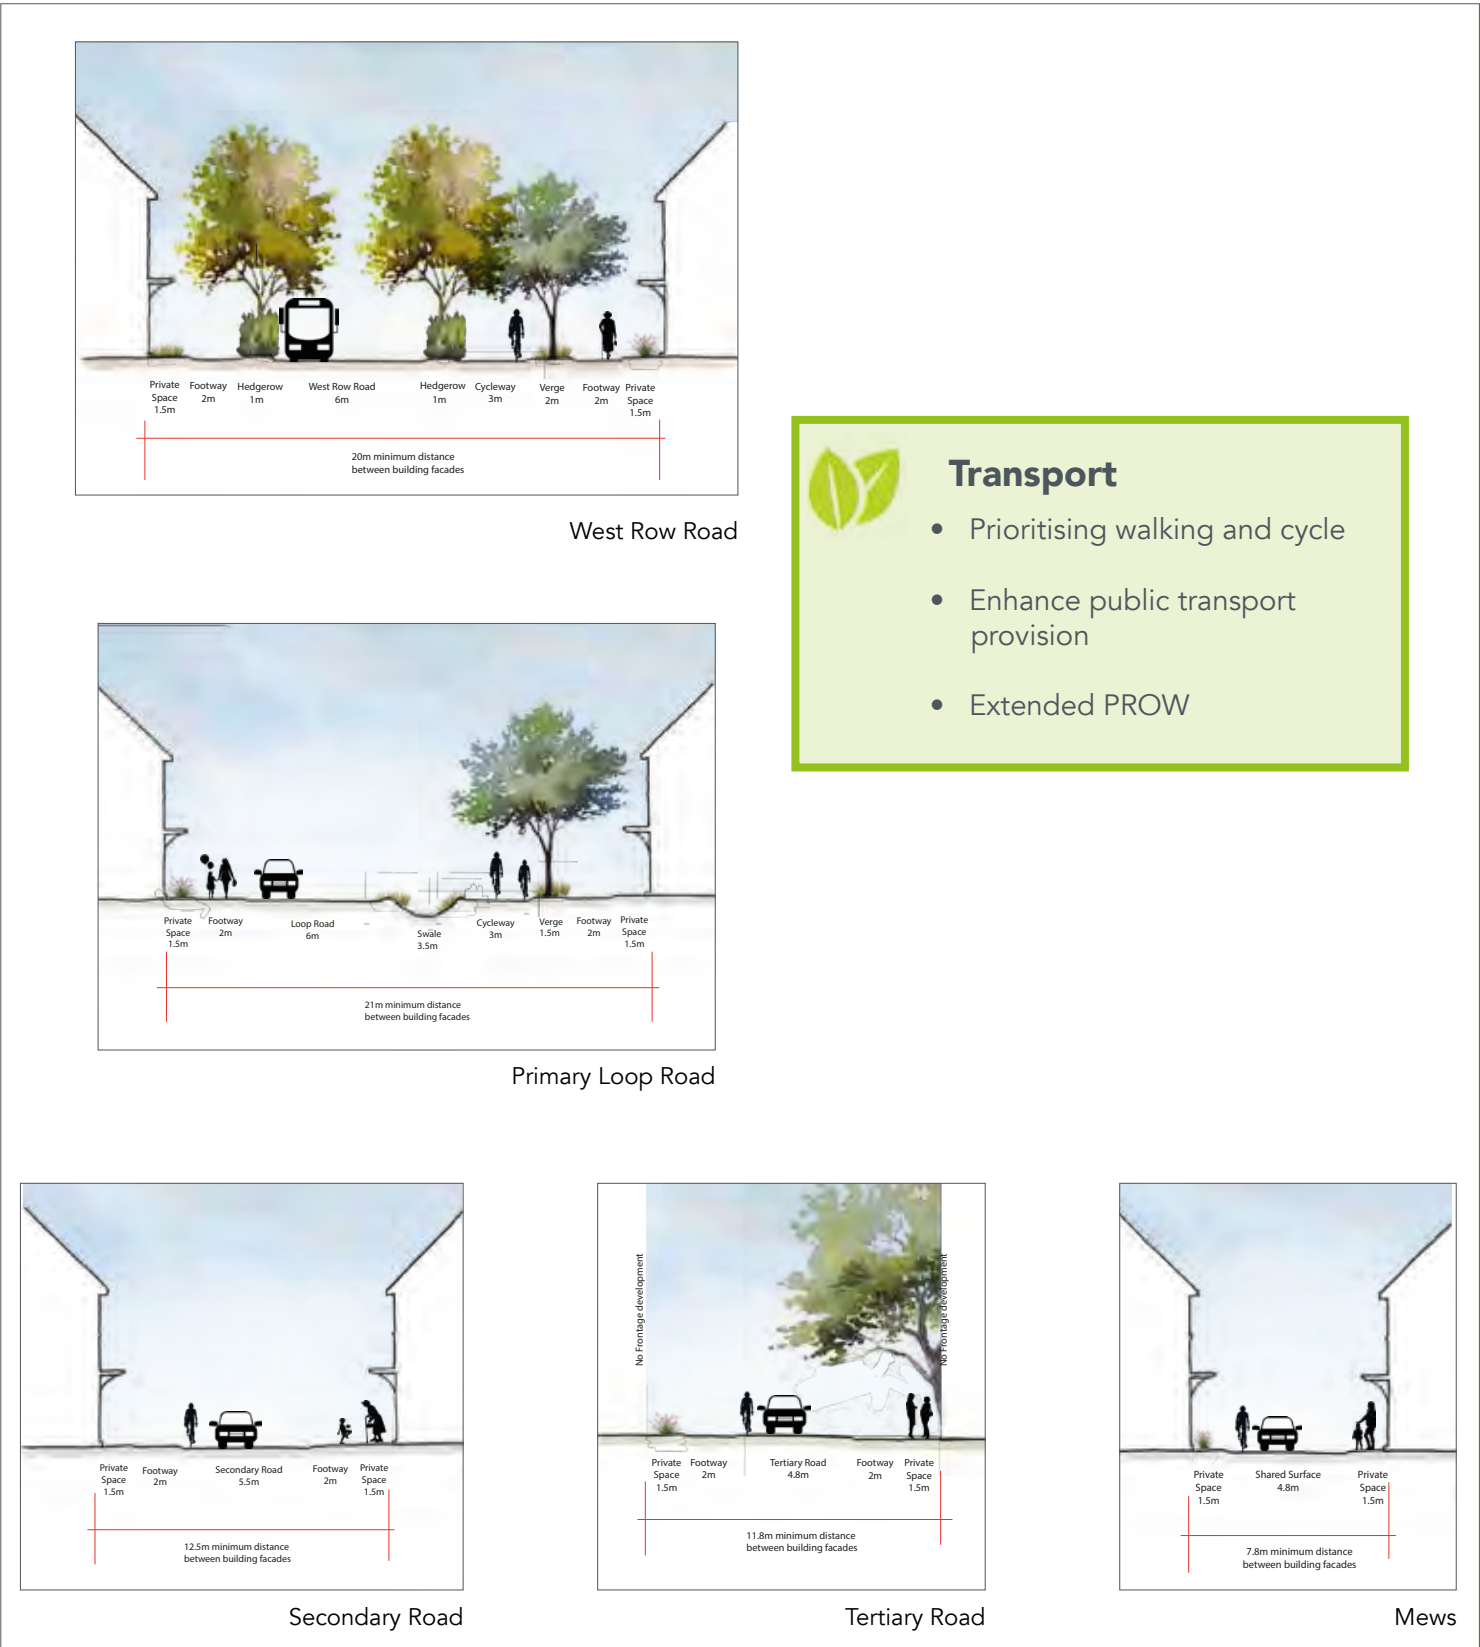 Private
Space
1.5m
Footway
2m
Hedgerow
1m
West Row Road
6m
Hedgerow
1m
Cycleway
3m
Verge
2m
Footway
2m
Private
Space
1.5m
20m minimum distance
between building facades
West Row Road
Transport
• Prioritising walking and cycle
• Enhance public transport
provision
• Extended PROW
Private
Space
1.5m
Footway
2m
Loop Road
6m
Swale
3.5m
Cycleway
3m
Verge
1.5m
Footway
2m
Private
Space
1.5m
21m minimum distance
between building facades
Primary Loop Road
Private
Space
1.5m
Footway
2m
Secondary Road
5.5m
Footway
2m
Private
Space
1.5m
12.5m minimum distance
between building facades
Secondary Road
No Frontage development
No Frontage development
Private
Space
1.5m
Footway
2m
Tertiary Road
4.8m
Footway
2m
Private
Space
1.5m
11.8m minimum distance
between building facades
Tertiary Road
Private
Space
1.5m
Shared Surface
4.8m
Private
Space
1.5m
7.8m minimum distance
between building facades
Mews